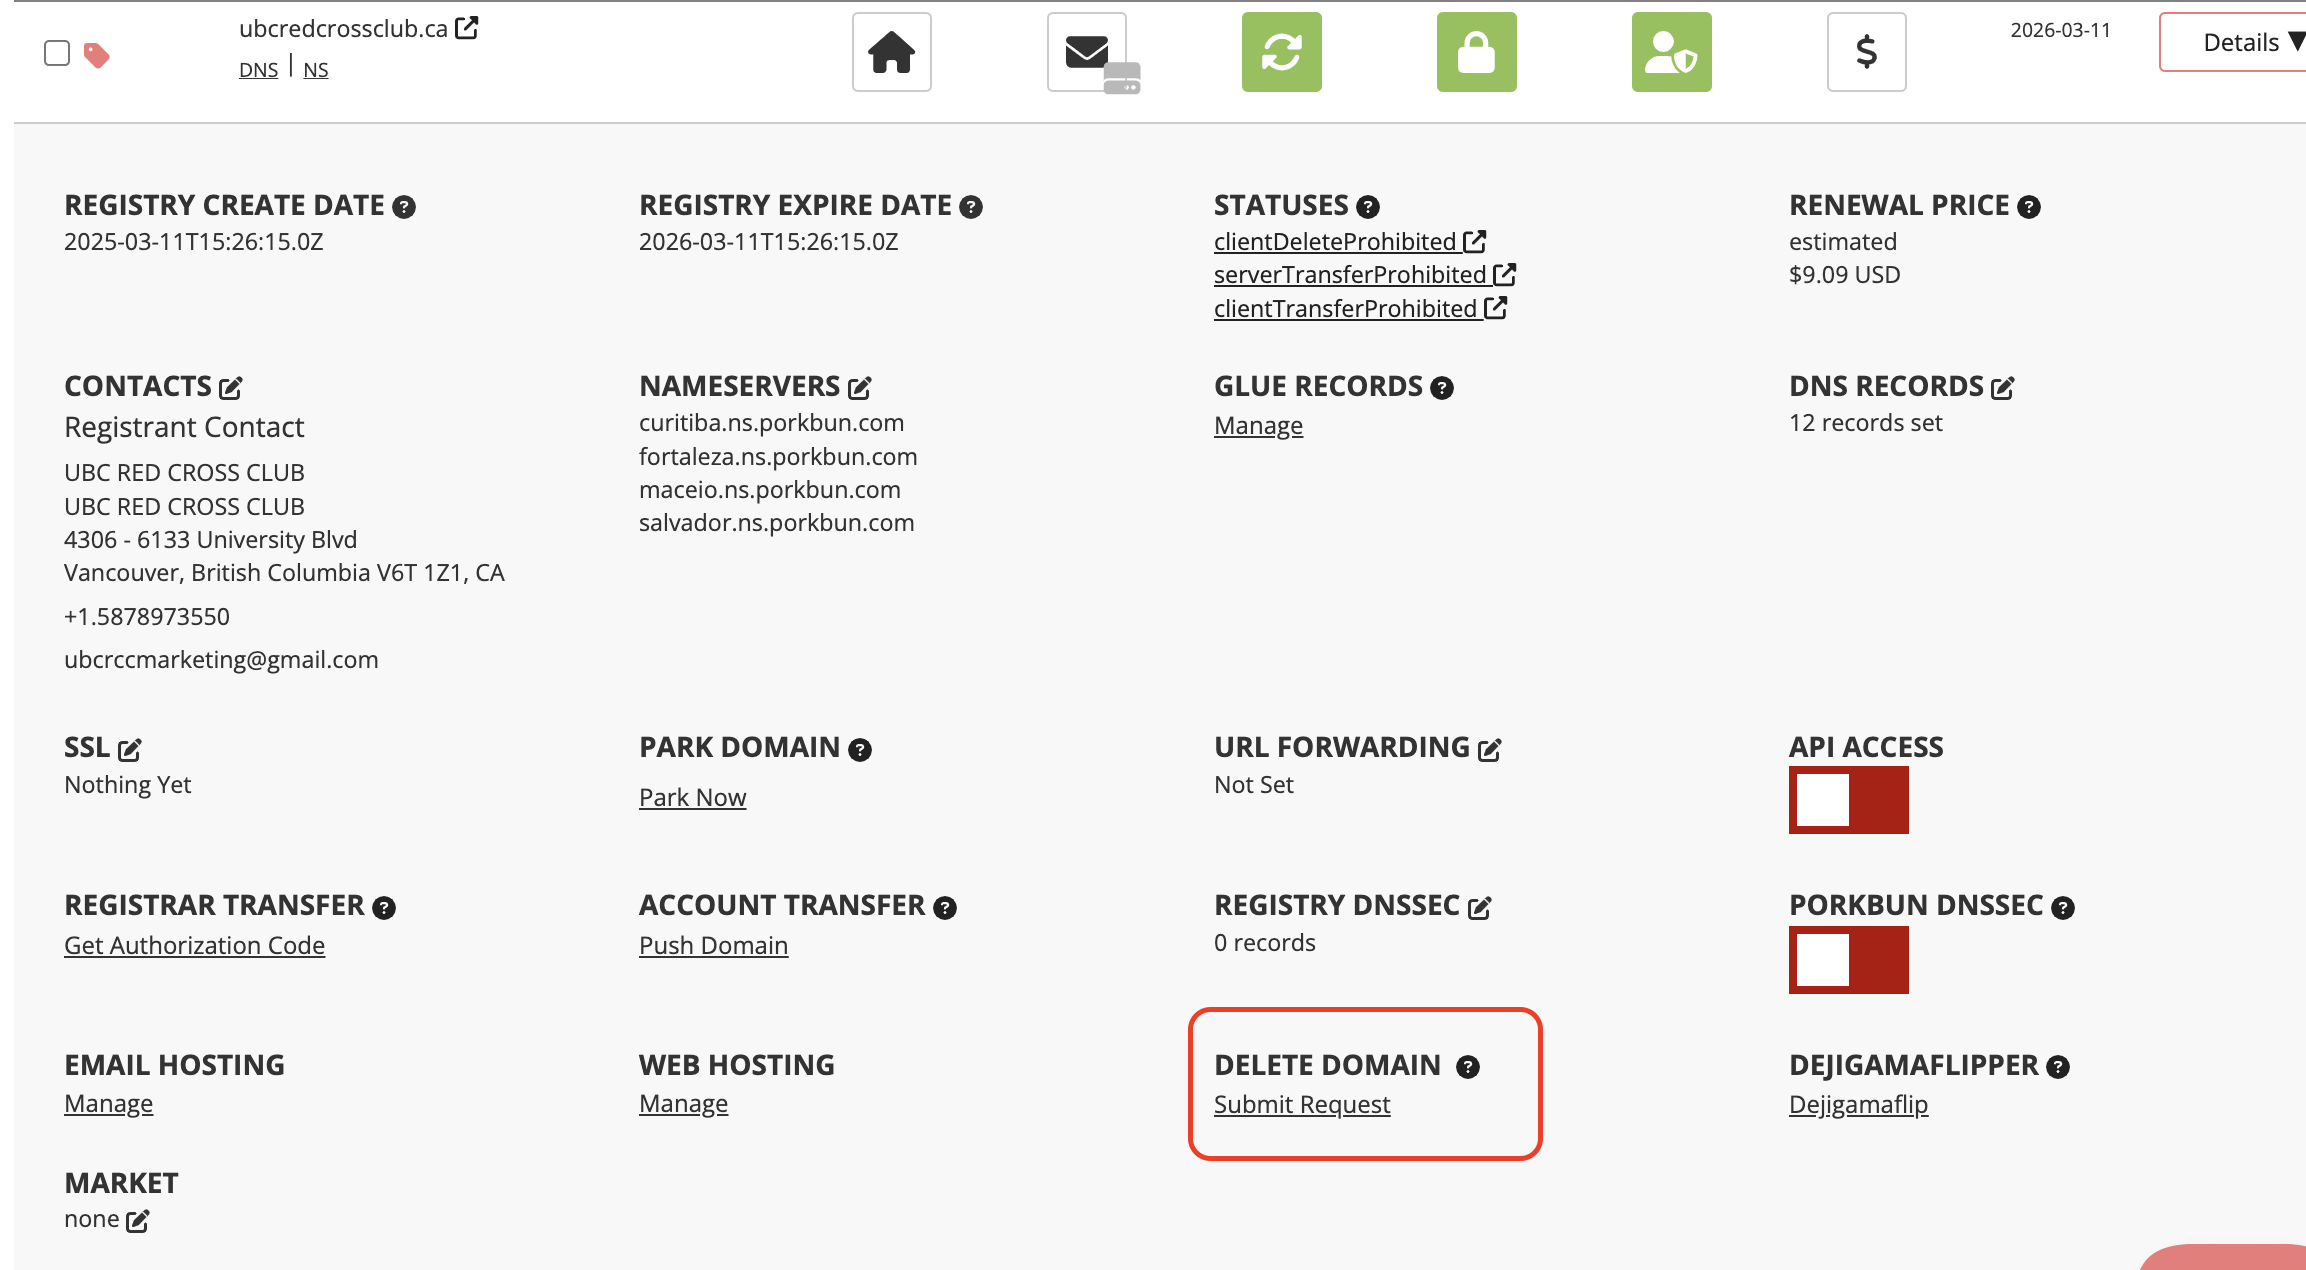 ubcredcrossclub.ca
DNS | NS
$
2026-03-11
Details ▼
REGISTRY CREATE DATE ?
2025-03-11T15:26:15.0Z
REGISTRY EXPIRE DATE ?
2026-03-11T15:26:15.0Z
STATUSES ?
clientDeleteProhibited
serverTransferProhibited
clientTransferProhibited
RENEWAL PRICE ?
estimated
$9.09 USD
CONTACTS
Registrant Contact
UBC RED CROSS CLUB
UBC RED CROSS CLUB
4306 - 6133 University Blvd
Vancouver, British Columbia V6T 1Z1, CA
+1.5878973550
ubcrccmarketing@gmail.com
NAMESERVERS
curitiba.ns.porkbun.com
fortaleza.ns.porkbun.com
maceio.ns.porkbun.com
salvador.ns.porkbun.com
GLUE RECORDS ?
Manage
DNS RECORDS
12 records set
SSL
Nothing Yet
PARK DOMAIN ?
Park Now
URL FORWARDING
Not Set
API ACCESS
REGISTRAR TRANSFER ?
Get Authorization Code
ACCOUNT TRANSFER ?
Push Domain
REGISTRY DNSSEC
0 records
PORKBUN DNSSEC ?
EMAIL HOSTING
Manage
WEB HOSTING
Manage
DELETE DOMAIN ?
Submit Request
DEJIGAMAFLIPPER ?
Dejigamaflip
MARKET
none